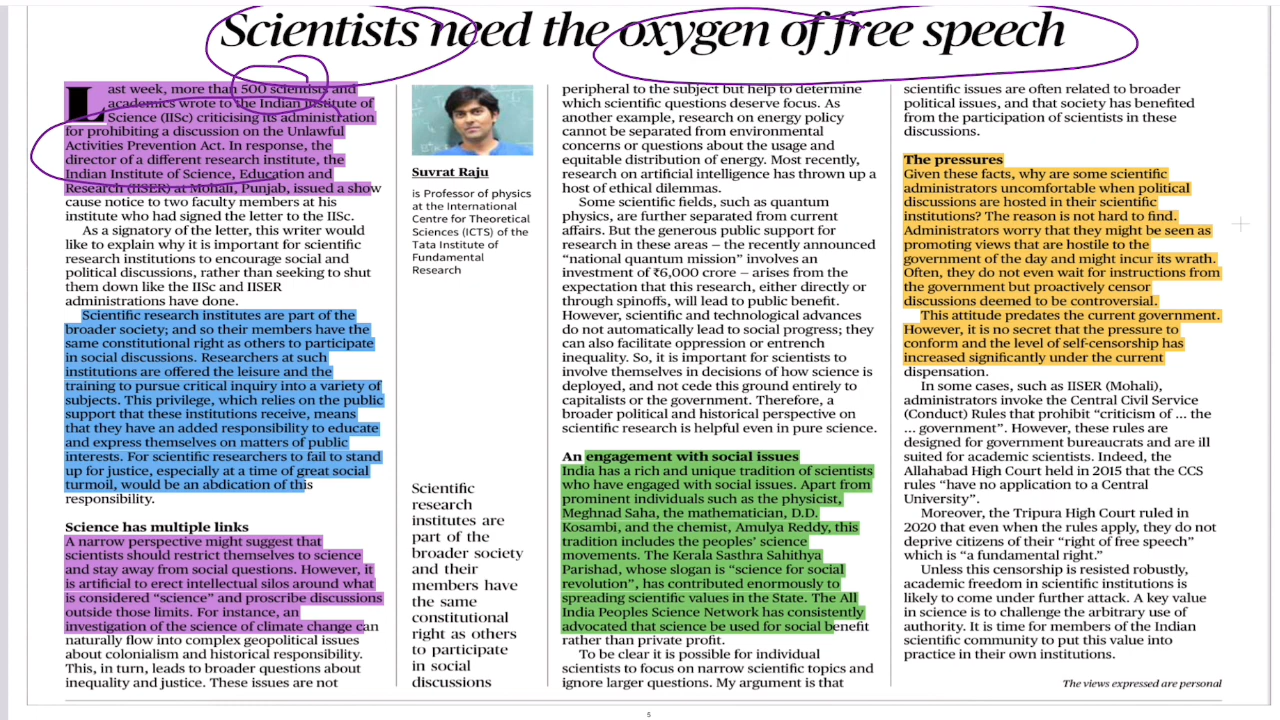 Scientists need the oxygen of free speech
Last week, more than 500 scientists and
academics wrote to the Indian Institute of
Science (IISc) criticising its administration
for prohibiting a discussion on the Unlawful
Activities Prevention Act. In response, the
director of a different research institute, the
Indian Institute of Science, Education and
Research (IISER) at Mohali, Punjab, issued a show
cause notice to two faculty members at his
institute who had signed the letter to the IISc.
As a signatory of the letter, this writer would
like to explain why it is important for scientific
research institutions to encourage social and
political discussions, rather than seeking to shut
them down like the IISc and IISER
administrations have done.
Scientific research institutes are part of the
broader society; and so their members have the
same constitutional right as others to participate
in social discussions. Researchers at such
institutions are offered the leisure and the
training to pursue critical inquiry into a variety of
subjects. This privilege, which relies on the public
support that these institutions receive, means
that they have an added responsibility to educate
and express themselves on matters of public
interests. For scientific researchers to fail to stand
up for justice, especially at a time of great social
turmoil, would be an abdication of this
responsibility.
Science has multiple links
A narrow perspective might suggest that
scientists should restrict themselves to science
and stay away from social questions. However, it
is artificial to erect intellectual silos around what
is considered “science” and proscribe discussions
outside those limits. For instance, an
investigation of the science of climate change can
naturally flow into complex geopolitical issues
about colonialism and historical responsibility.
This, in turn, leads to broader questions about
inequality and justice. These issues are not
Suvrat Raju
is Professor of physics
at the International
Centre for Theoretical
Sciences (ICTS) of the
Tata Institute of
Fundamental
Research
Scientific
research
institutes are
part of the
broader society
and their
members have
the same
constitutional
right as others
to participate
in social
discussions
peripheral to the subject but help to determine
which scientific questions deserve focus. As
another example, research on energy policy
cannot be separated from environmental
concerns or questions about the usage and
equitable distribution of energy. Most recently,
research on artificial intelligence has thrown up a
host of ethical dilemmas.
Some scientific fields, such as quantum
physics, are further separated from current
affairs. But the generous public support for
research in these areas — the recently announced
“national quantum mission” involves an
investment of ₹6,000 crore — arises from the
expectation that this research, either directly or
through spinoffs, will lead to public benefit.
However, scientific and technological advances
do not automatically lead to social progress; they
can also facilitate oppression or entrench
inequality. So, it is important for scientists to
involve themselves in decisions of how science is
deployed, and not cede this ground entirely to
capitalists or the government. Therefore, a
broader political and historical perspective on
scientific research is helpful even in pure science.
An engagement with social issues
India has a rich and unique tradition of scientists
who have engaged with social issues. Apart from
prominent individuals such as the physicist,
Meghnad Saha, the mathematician, D.D.
Kosambi, and the chemist, Amulya Reddy, this
tradition includes the peoples’ science
movements. The Kerala Sasthra Sahithya
Parishad, whose slogan is “science for social
revolution”, has contributed enormously to
spreading scientific values in the State. The All
India Peoples Science Network has consistently
advocated that science be used for social benefit
rather than private profit.
To be clear it is possible for individual
scientists to focus on narrow scientific topics and
ignore larger questions. My argument is that
scientific issues are often related to broader
political issues, and that society has benefited
from the participation of scientists in these
discussions.
The pressures
Given these facts, why are some scientific
administrators uncomfortable when political
discussions are hosted in their scientific
institutions? The reason is not hard to find.
Administrators worry that they might be seen as
promoting views that are hostile to the
government of the day and might incur its wrath.
Often, they do not even wait for instructions from
the government but proactively censor
discussions deemed to be controversial.
This attitude predates the current government.
However, it is no secret that the pressure to
conform and the level of self-censorship has
increased significantly under the current
dispensation.
In some cases, such as IISER (Mohali),
administrators invoke the Central Civil Service
(Conduct) Rules that prohibit “criticism of ... the
... government”. However, these rules are
designed for government bureaucrats and are ill
suited for academic scientists. Indeed, the
Allahabad High Court held in 2015 that the CCS
rules “have no application to a Central
University”.
Moreover, the Tripura High Court ruled in
2020 that even when the rules apply, they do not
deprive citizens of their “right of free speech”
which is “a fundamental right.”
Unless this censorship is resisted robustly,
academic freedom in scientific institutions is
likely to come under further attack. A key value
in science is to challenge the arbitrary use of
authority. It is time for members of the Indian
scientific community to put this value into
practice in their own institutions.
The views expressed are personal
5